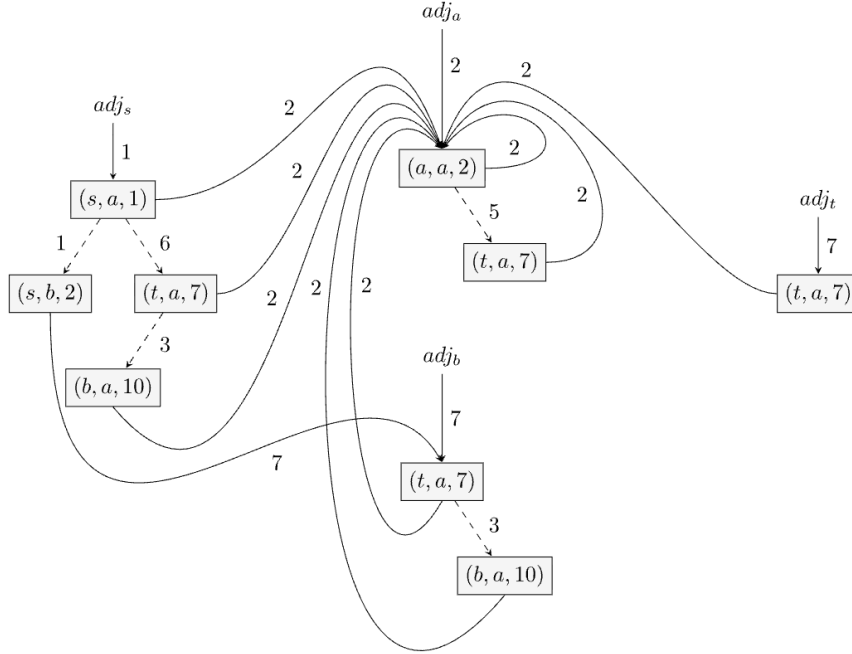 adj_a
2
2
2
adj_s
1
2
(a, a, 2)
2
(s, a, 1)
2
5
2
adj_t
1
6
7
(t, a, 7)
(s, b, 2)
(t, a, 7)
2
2
2
(t, a, 7)
3
adj_b
(b, a, 10)
7
7
(t, a, 7)
3
(b, a, 10)